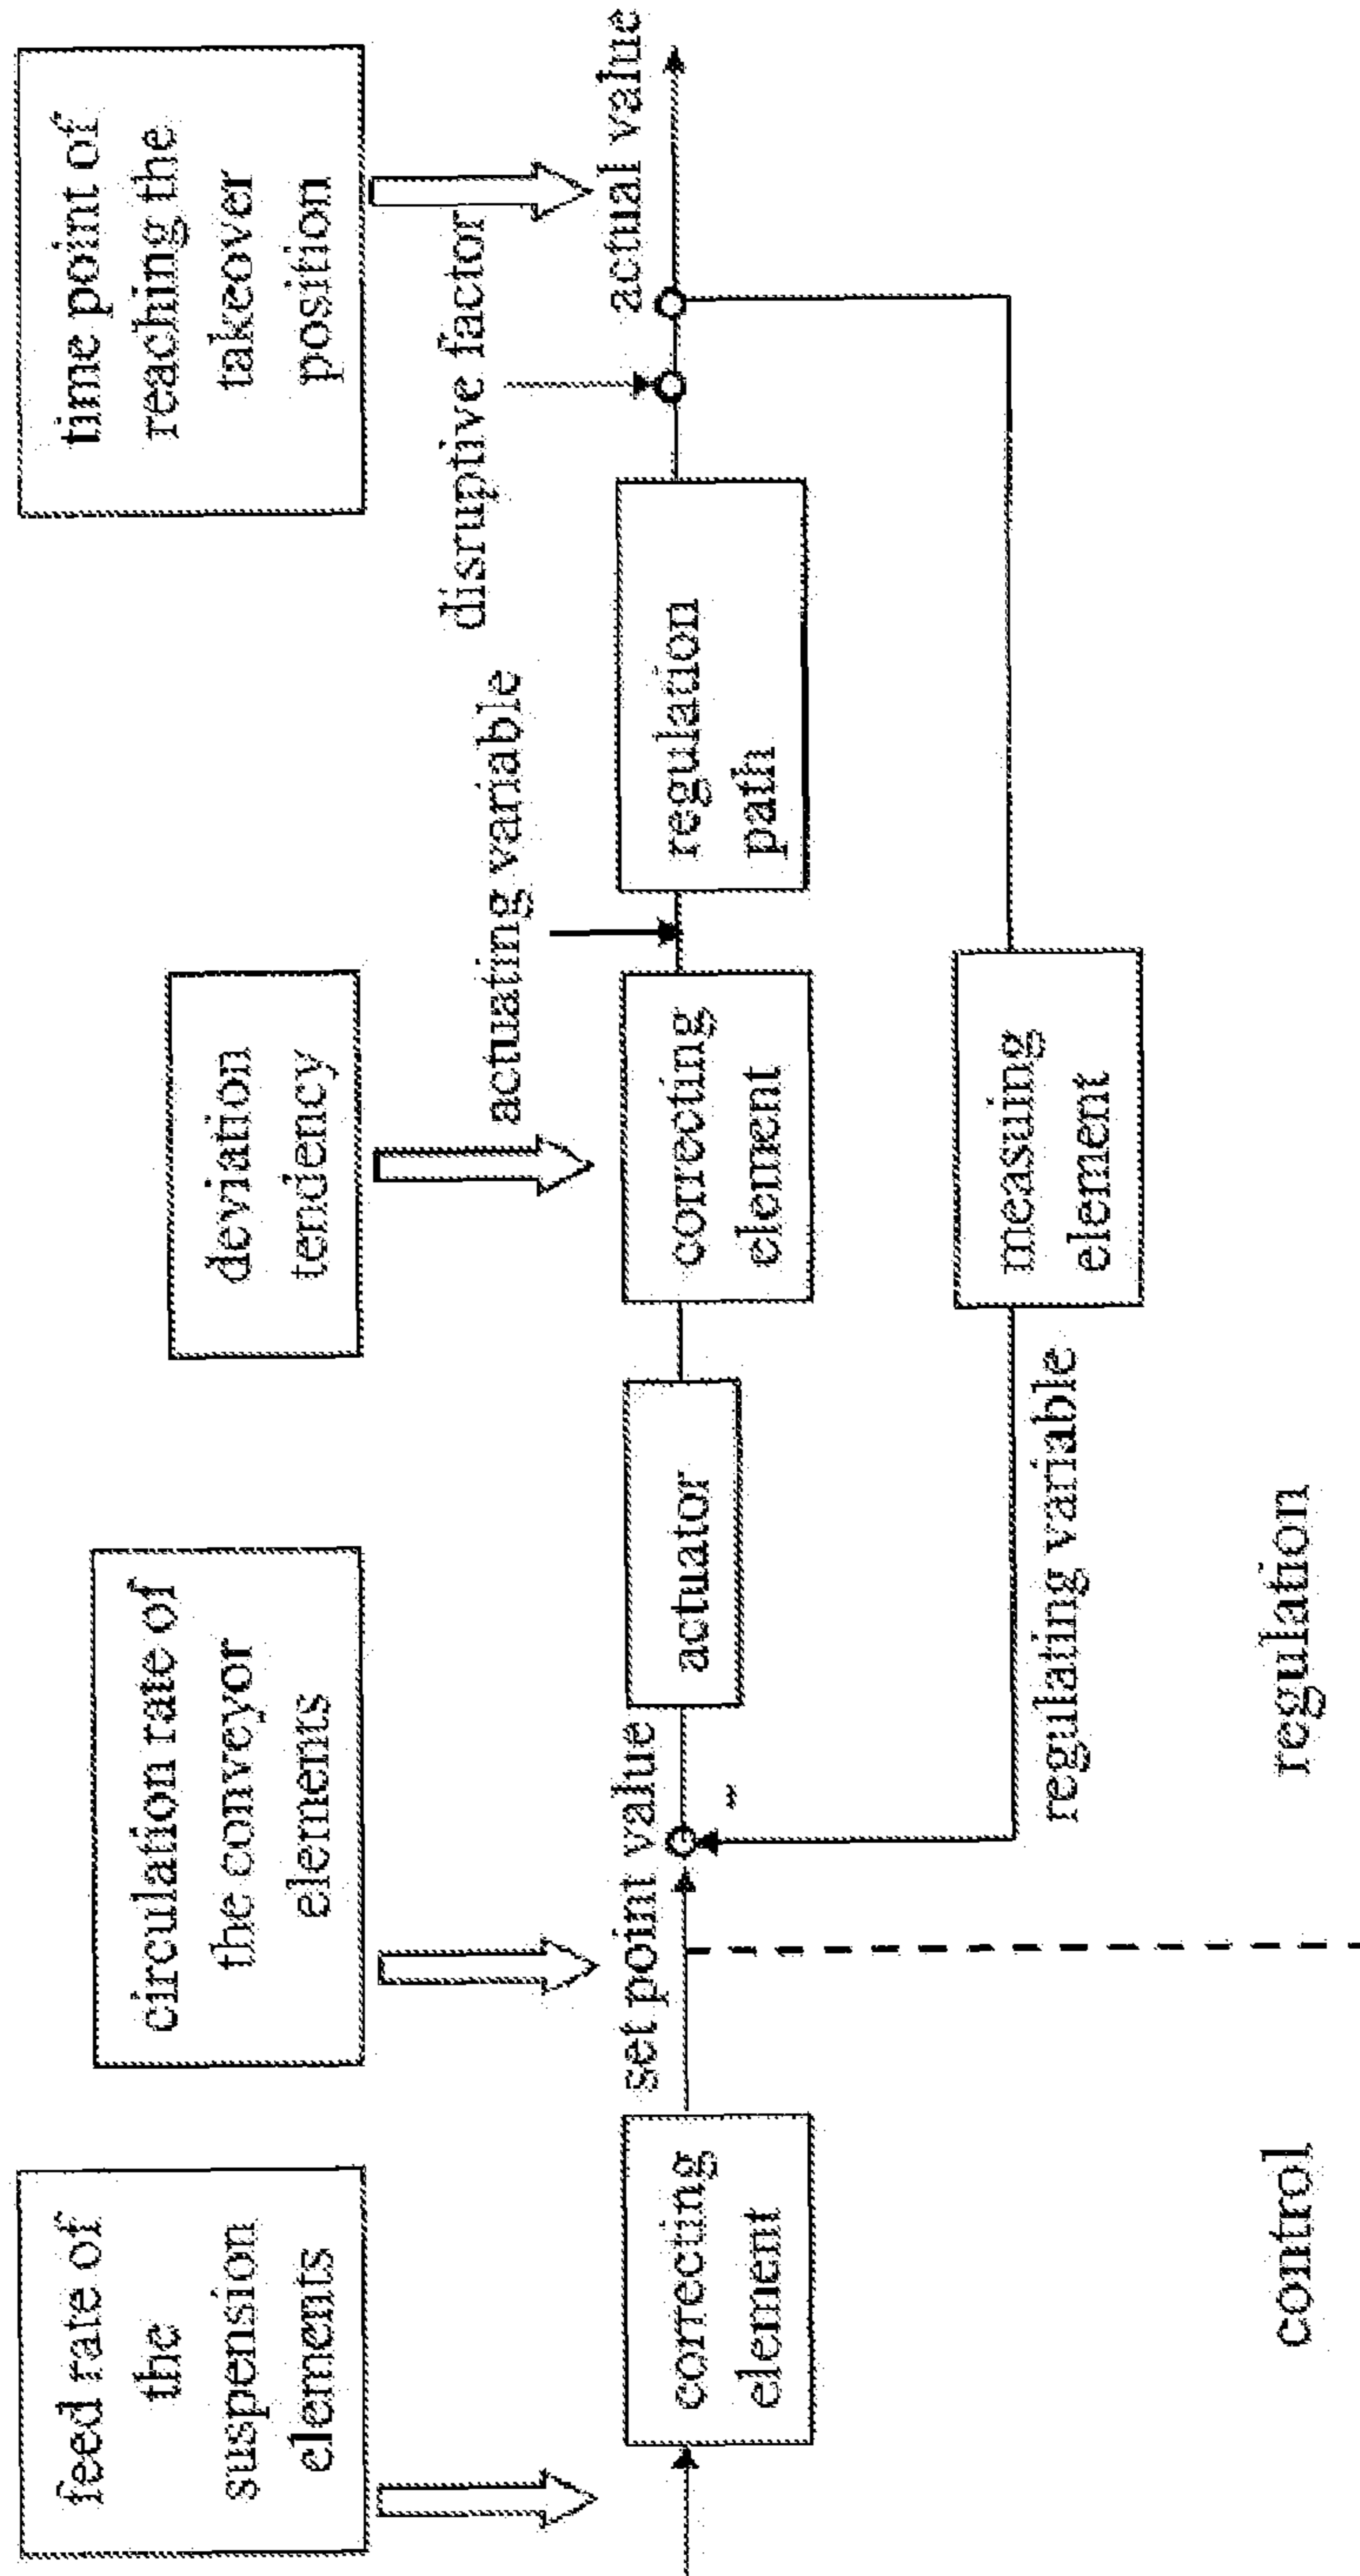 feed rate of
the
suspension
elements
circulation rate of
the conveyor
elements
deviation
tendency
time point of
reaching the
takeover
position
actuating variable
disruptive factor
set point value
actual value
correcting
element
actuator
correcting
element
regulation
path
measuing
element
regulating variable
control
regulation